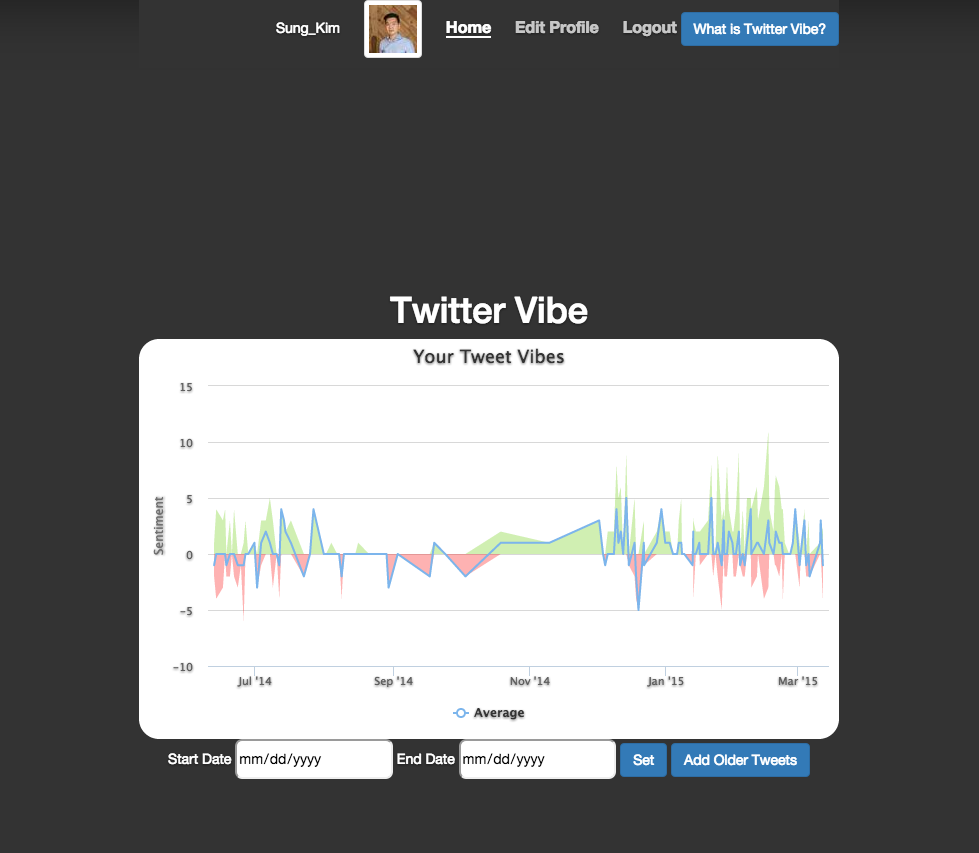 Sung_Kim Home Edit Profile Logout What is Twitter Vibe?
Twitter Vibe
Your Tweet Vibes
15
10
5
0
−5
−10
Sentiment
Jul '14 Sep '14 Nov '14 Jan '15 Mar '15
Average
Start Date mm/dd/yyyy End Date mm/dd/yyyy Set Add Older Tweets